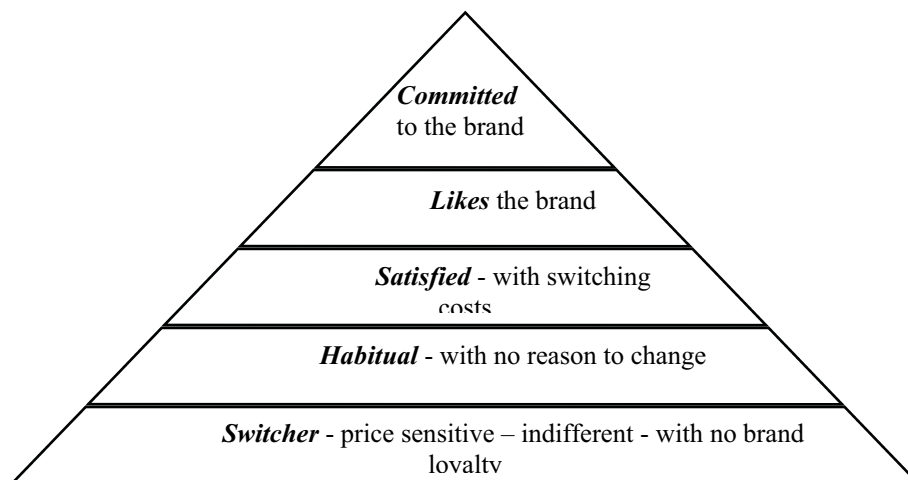 Committed
to the brand
Likes the brand
Satisfied - with switching
costs
Habitual - with no reason to change
Switcher - price sensitive – indifferent - with no brand
loyalty